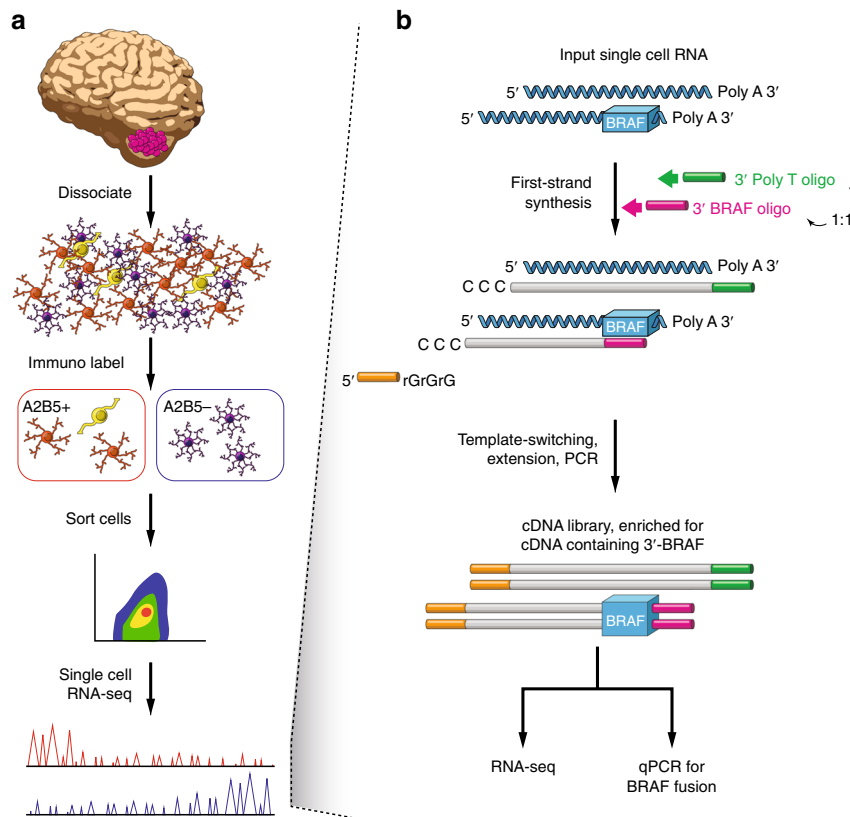 a
Dissociate
Immuno label
A2B5+
A2B5–
Sort cells
Single cell
RNA-seq
b
Input single cell RNA
5′ Poly A 3′
5′ BRAF Poly A 3′
First-strand
synthesis
3′ Poly T oligo
3′ BRAF oligo
1:1
5′ Poly A 3′
C C C
5′ BRAF Poly A 3′
C C C
5′ rGrGrG
Template-switching,
extension, PCR
cDNA library, enriched for
cDNA containing 3′-BRAF
BRAF
RNA-seq
qPCR for
BRAF fusion